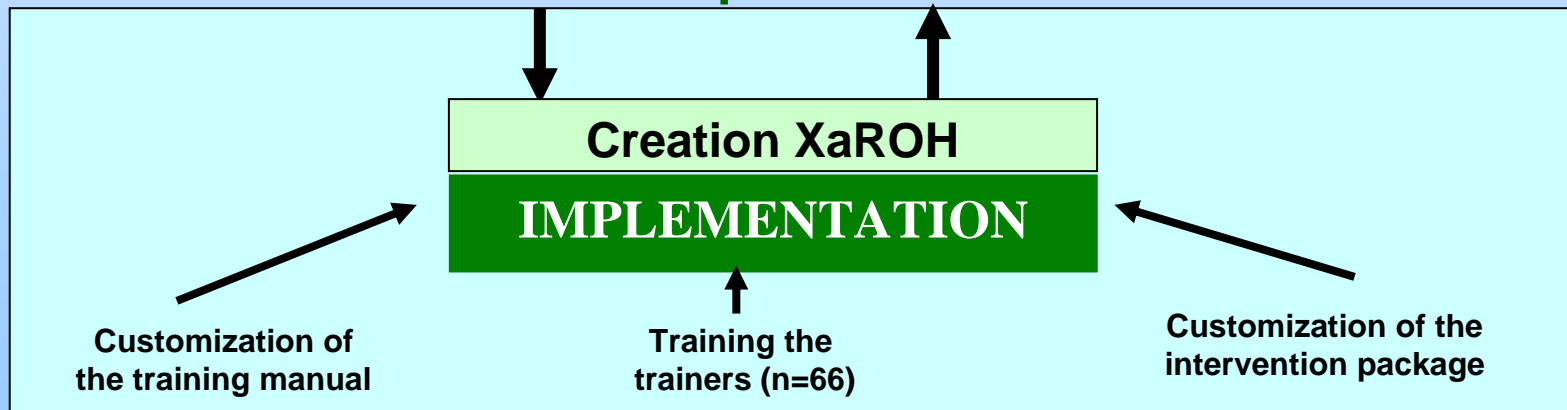 Creation XaROH
IMPLEMENTATION
Customization of
the training manual
Training the
trainers (n=66)
Customization of the
intervention package